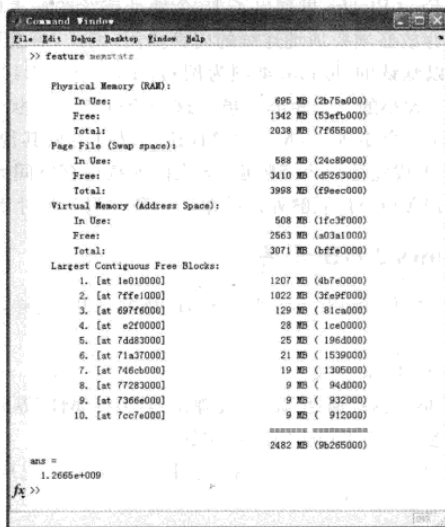 Command Window
File Edit Debug Desktop Window Help
>> feature memstats
Physical Memory (RAM):
In Use: 695 MB (2b75a000)
Free: 1342 MB (53efb000)
Total: 2038 MB (7f655000)
Page File (Swap space):
In Use: 588 MB (24c89000)
Free: 3410 MB (d5263000)
Total: 3998 MB (f9eec000)
Virtual Memory (Address Space):
In Use: 508 MB (1fc3f000)
Free: 2563 MB (a03a1000)
Total: 3071 MB (bffe0000)
Largest Contiguous Free Blocks:
1. [at 1e010000] 1207 MB (4b7e0000)
2. [at 7ffe1000] 1022 MB (3fe9f000)
3. [at 697f6000] 129 MB ( 81ca000)
4. [at e2f0000] 28 MB ( 1ce0000)
5. [at 7dd83000] 25 MB ( 196d000)
6. [at 71a37000] 21 MB ( 1539000)
7. [at 746cb000] 19 MB ( 1305000)
8. [at 77283000] 9 MB ( 94d000)
9. [at 7366e000] 9 MB ( 932000)
10. [at 7cc7e000] 9 MB ( 912000)
======= ==========
2482 MB (9b265000)
ans =
1.2665e+009
fx >>
OVR